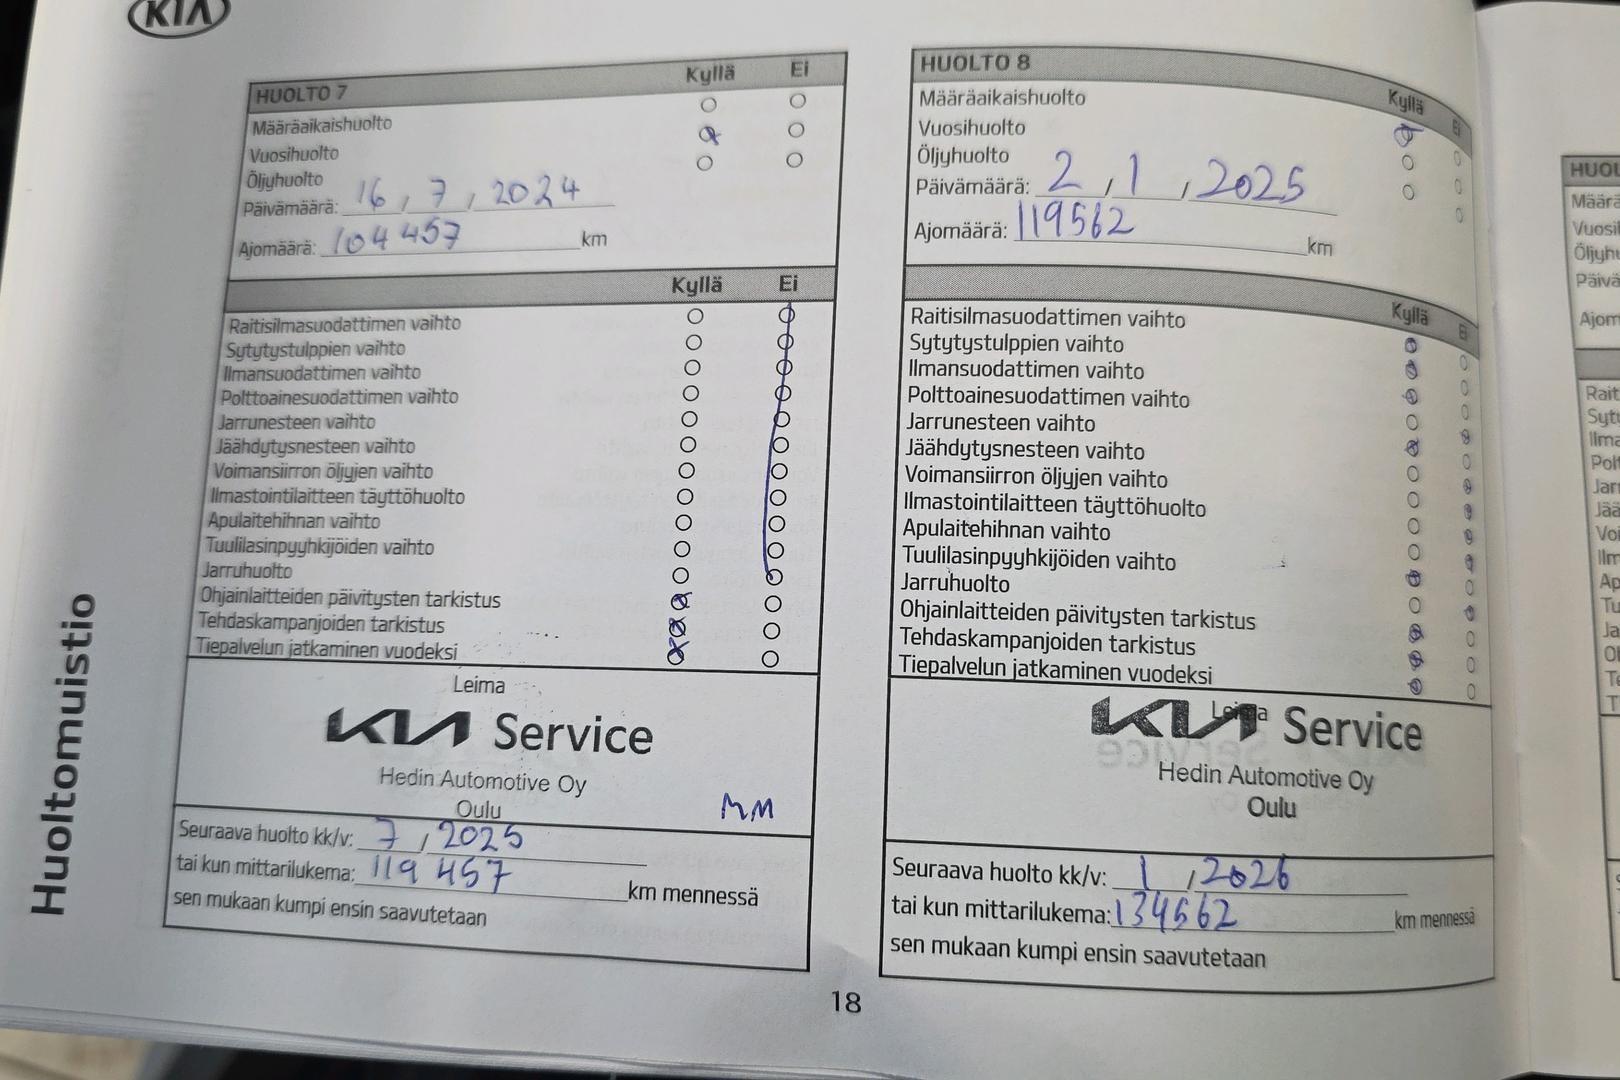 KIA
Huoltomuistio
HUOLTO 7 Kyllä Ei
Määräaikaishuolto
Vuosihuolto
Öljyhuolto
Päivämäärä: 16, 7, 2024
Ajomäärä: 104 457 km
Kyllä Ei
Raitisilmasuodattimen vaihto
Sytytystulppien vaihto
Ilmansuodattimen vaihto
Polttoainesuodattimen vaihto
Jarrunesteen vaihto
Jäähdytysnesteen vaihto
Voimansiirron öljyjen vaihto
Ilmastointilaitteen täyttöhuolto
Apulaitehihnan vaihto
Tuulilasinpyyhkijöiden vaihto
Jarruhuolto
Ohjainlaitteiden päivitysten tarkistus
Tehdaskampanjoiden tarkistus
Tiepalvelun jatkaminen vuodeksi
Leima
KIA Service
Hedin Automotive Oy
Oulu
MM
Seuraava huolto kk/v: 7 / 2025
tai kun mittarilukema: 119 457 km mennessä
sen mukaan kumpi ensin saavutetaan
HUOLTO 8 Kyllä Ei
Määräaikaishuolto
Vuosihuolto
Öljyhuolto
Päivämäärä: 2 / 1 / 2025
Ajomäärä: 119562 km
Kyllä Ei
Raitisilmasuodattimen vaihto
Sytytystulppien vaihto
Ilmansuodattimen vaihto
Polttoainesuodattimen vaihto
Jarrunesteen vaihto
Jäähdytysnesteen vaihto
Voimansiirron öljyjen vaihto
Ilmastointilaitteen täyttöhuolto
Apulaitehihnan vaihto
Tuulilasinpyyhkijöiden vaihto
Jarruhuolto
Ohjainlaitteiden päivitysten tarkistus
Tehdaskampanjoiden tarkistus
Tiepalvelun jatkaminen vuodeksi
Leima
KIA Service
Hedin Automotive Oy
Oulu
Seuraava huolto kk/v: 1 / 2026
tai kun mittarilukema: 134562 km mennessä
sen mukaan kumpi ensin saavutetaan
18